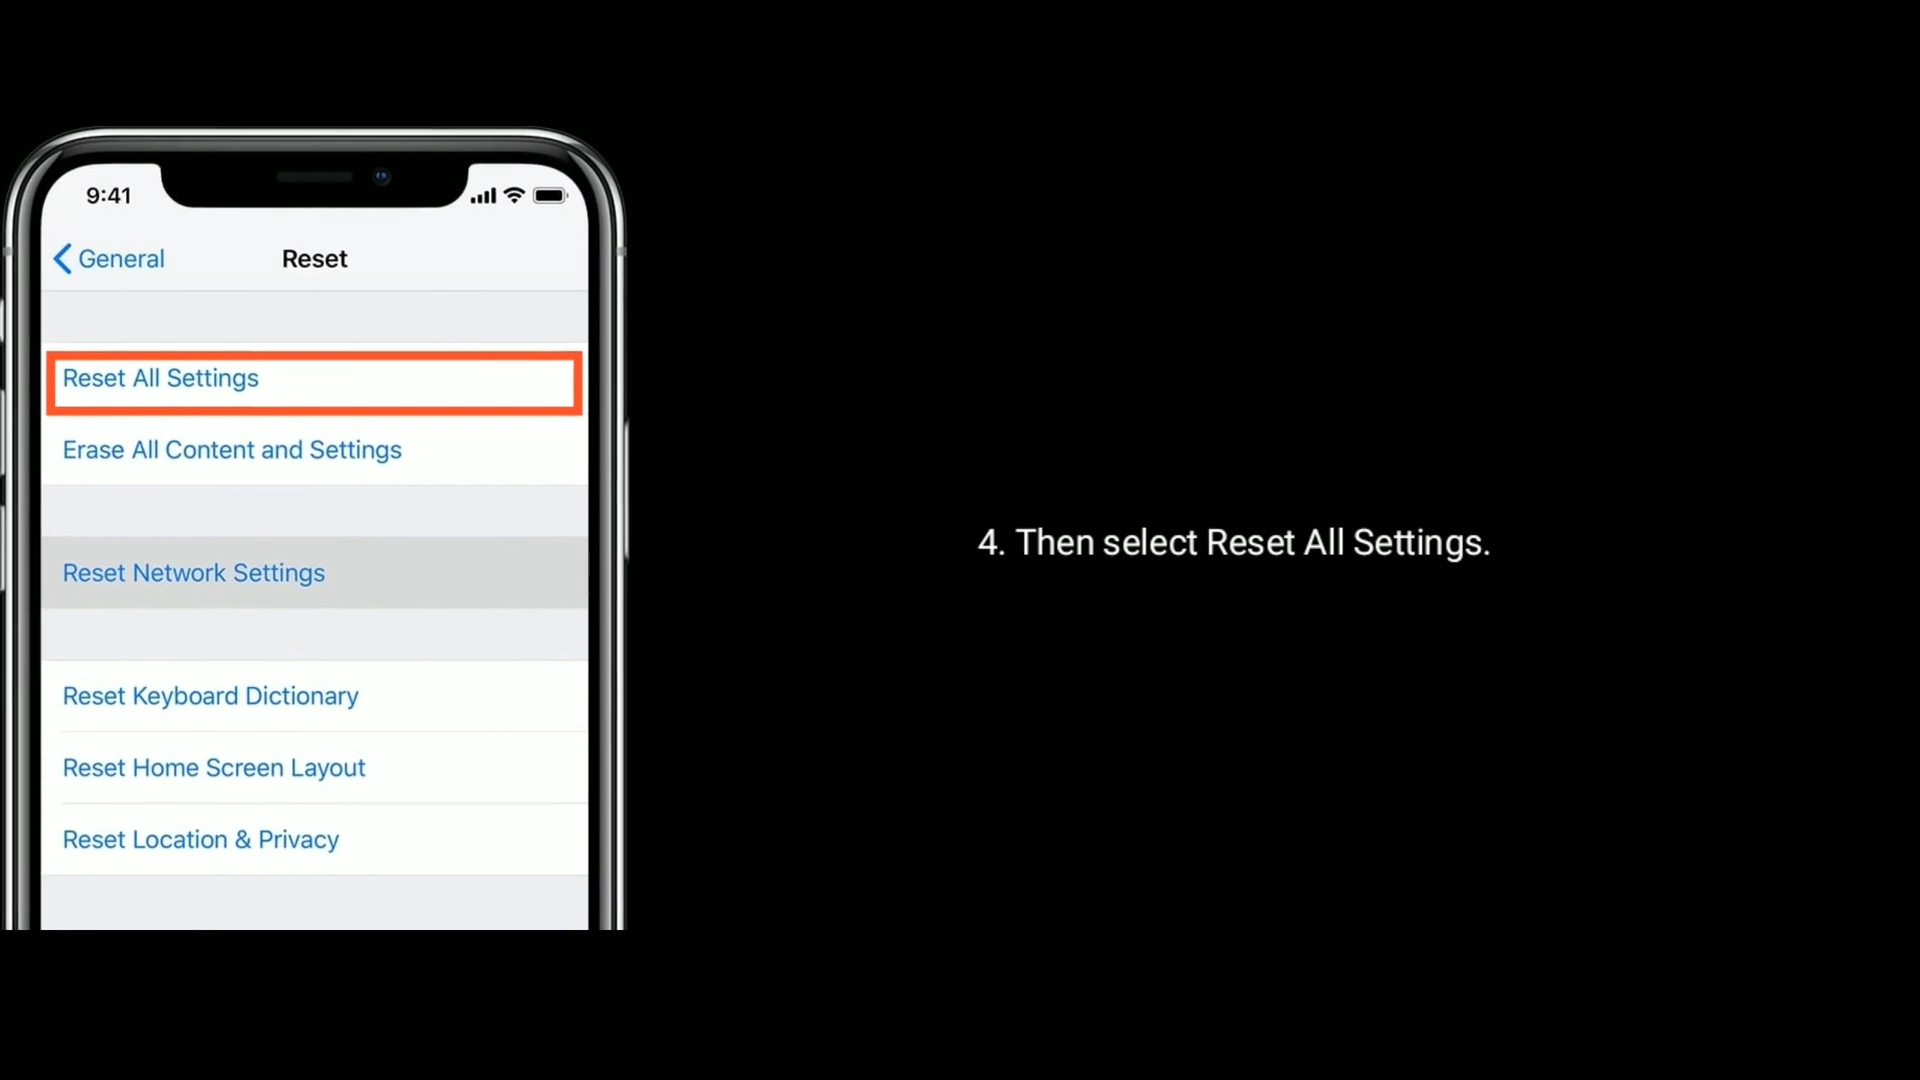 9:41
General
Reset
Reset All Settings
Erase All Content and Settings
Reset Network Settings
Reset Keyboard Dictionary
Reset Home Screen Layout
Reset Location & Privacy
4. Then select Reset All Settings.